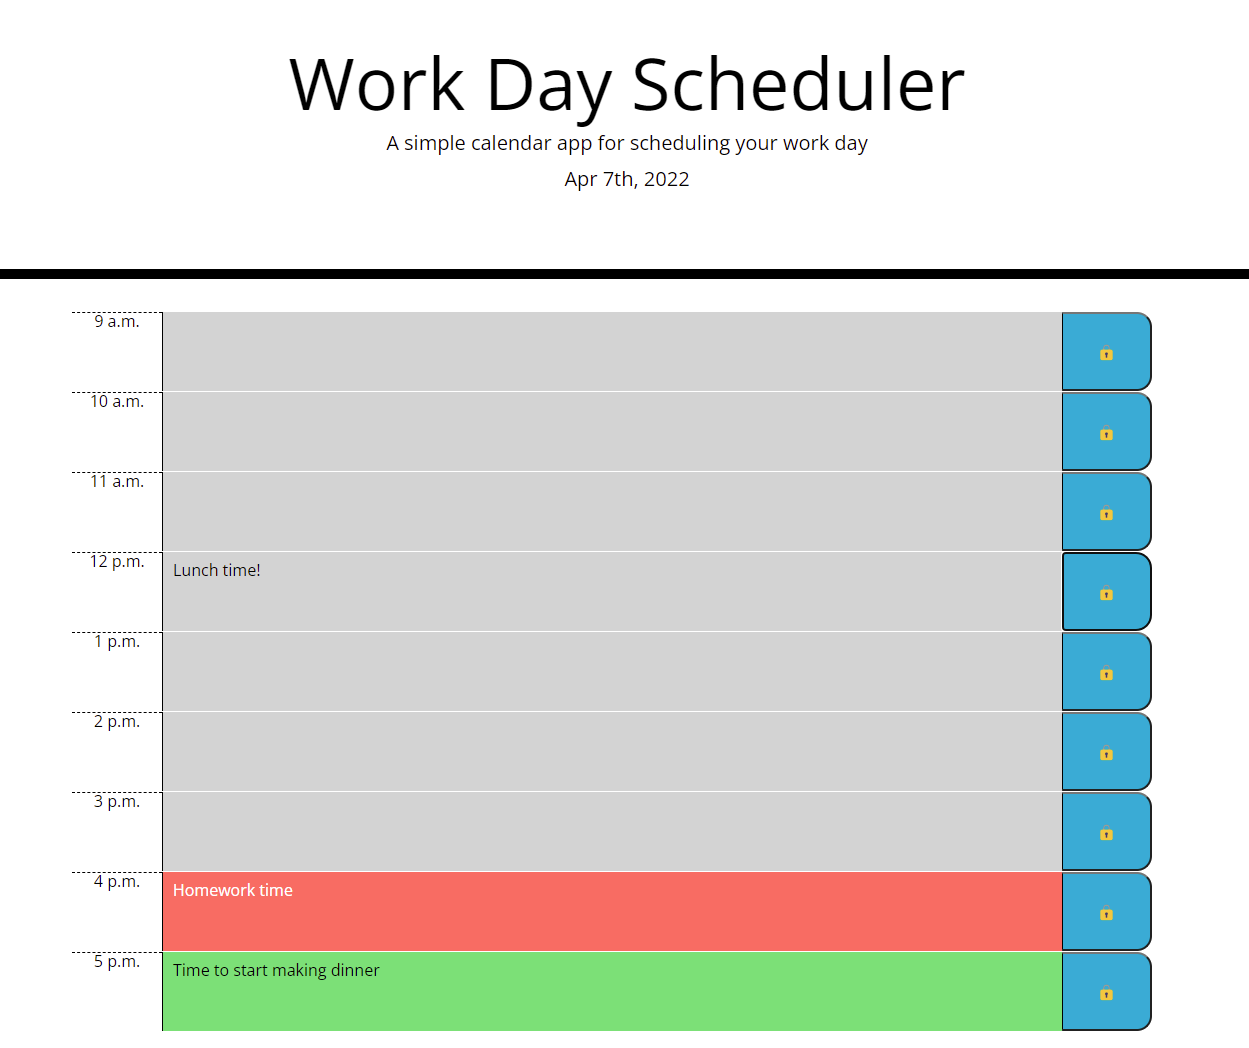 Work Day Scheduler
A simple calendar app for scheduling your work day
Apr 7th, 2022
9 a.m.
10 a.m.
11 a.m.
12 p.m. Lunch time!
1 p.m.
2 p.m.
3 p.m.
4 p.m. Homework time
5 p.m. Time to start making dinner